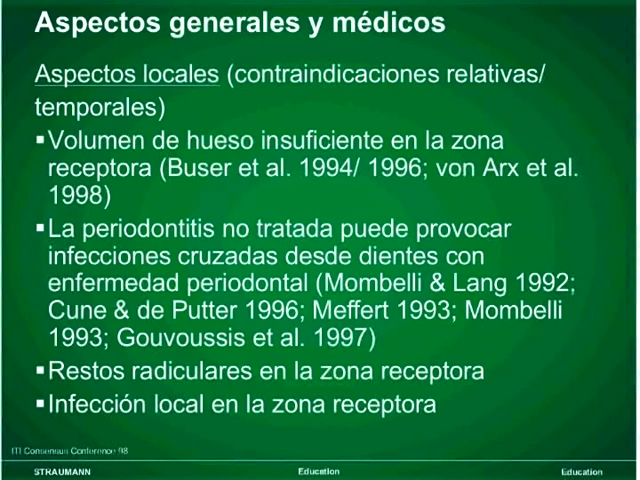 Aspectos generales y médicos
Aspectos locales (contraindicaciones relativas/
temporales)
▪Volumen de hueso insuficiente en la zona
receptora (Buser et al. 1994/ 1996; von Arx et al.
1998)
▪La periodontitis no tratada puede provocar
infecciones cruzadas desde dientes con
enfermedad periodontal (Mombelli & Lang 1992;
Cune & de Putter 1996; Meffert 1993; Mombelli
1993; Gouvoussis et al. 1997)
▪Restos radiculares en la zona receptora
▪Infección local en la zona receptora
ITI Consensus Conference 98
STRAUMANN Education Education